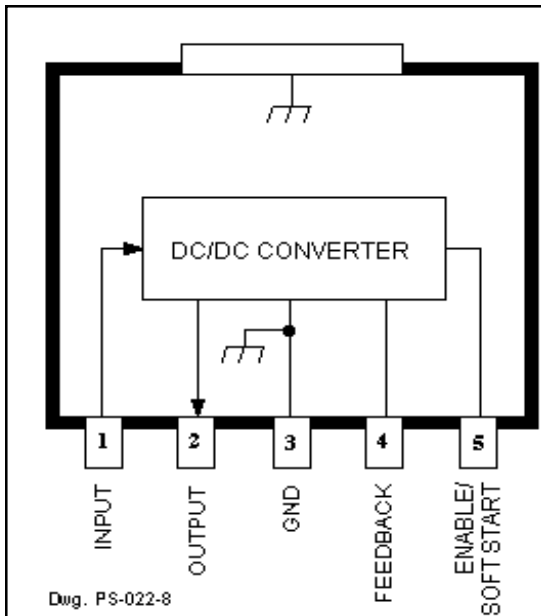 DC/DC CONVERTER
1
2
3
4
5
INPUT
OUTPUT
GND
FEEDBACK
ENABLE/
SOFT START
Dwg. PS-022-8